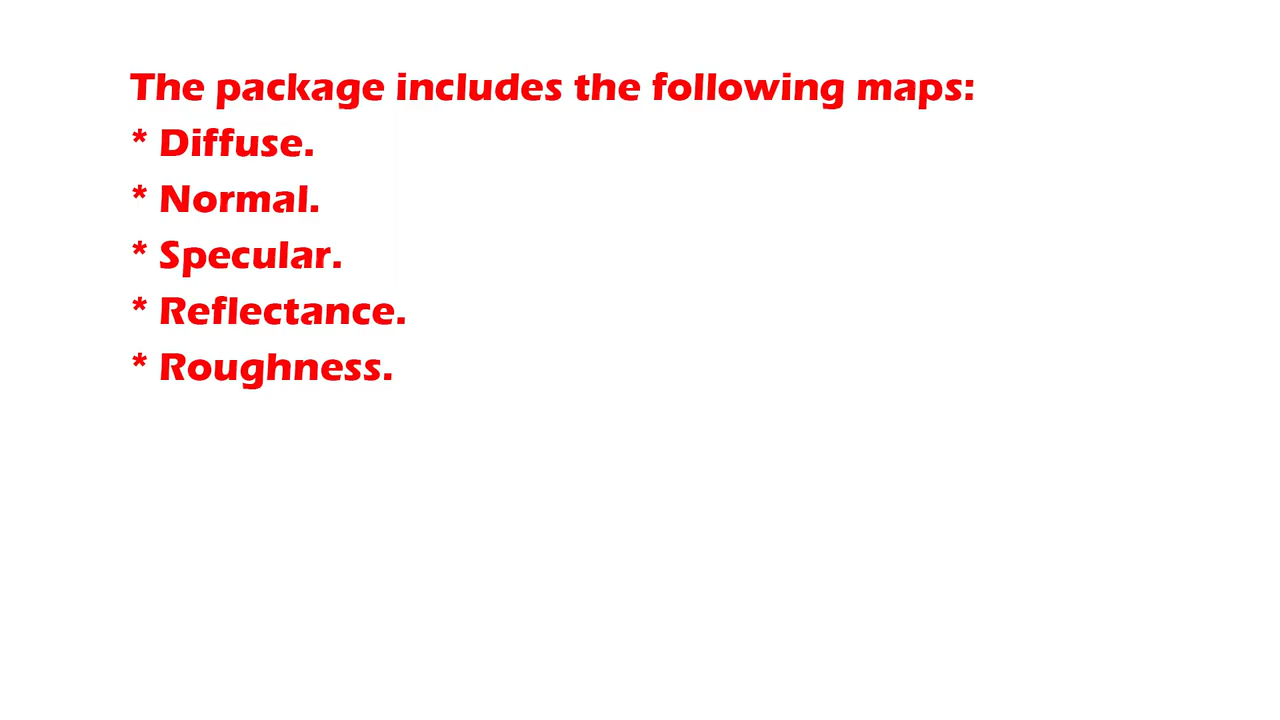 The package includes the following maps:
* Diffuse.
* Normal.
* Specular.
* Reflectance.
* Roughness.